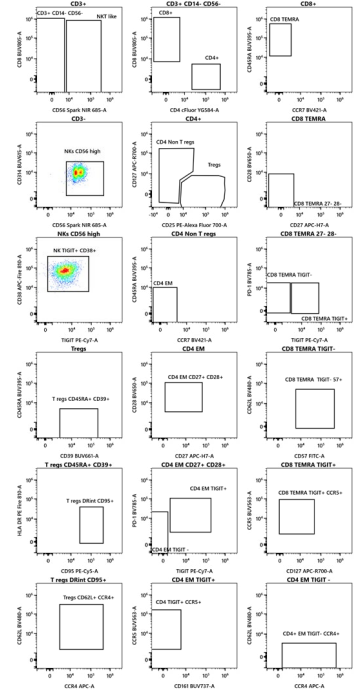 CD3+
CD3+ CD14- CD56-
NKT like
CD8 BUV805-A
CD56 Spark NIR 685-A
CD3+ CD14- CD56-
CD8+
CD4+
CD8 BUV805-A
CD4 cFluor YG584-A
CD8+
CD8 TEMRA
CD45RA BUV395-A
CCR7 BV421-A
CD3-
NKs CD56 high
CD56 Spark NIR 685-A
CD4+
CD4 Non T regs
Tregs
CD127 APC-R700-A
CD25 PE-Alexa Fluor 700-A
CD8 TEMRA
CD8 TEMRA 27- 28-
CD28 BV650-A
CD27 APC-H7-A
NKs CD56 high
NK TIGIT+ CD38+
CD38 APC-Fire 810-A
TIGIT PE-Cy7-A
CD4 Non T regs
CD4 EM
CD45RA BUV395-A
CCR7 BV421-A
CD8 TEMRA 27- 28-
CD8 TEMRA TIGIT-
CD8 TEMRA TIGIT+
PD-1 BV785-A
TIGIT PE-Cy7-A
Tregs
T regs CD45RA+ CD39+
CD45RA BUV395-A
CD39 BUV661-A
CD4 EM
CD4 EM CD27+ CD28+
CD28 BV650-A
CD27 APC-H7-A
CD8 TEMRA TIGIT-
CD8 TEMRA TIGIT- 57+
CD62L BV480-A
CD57 FITC-A
T regs CD45RA+ CD39+
T regs DRint CD95+
HLA DR PE Fire 810-A
CD95 PE-Cy5-A
CD4 EM CD27+ CD28+
CD4 EM TIGIT+
CD4 EM TIGIT -
PD-1 BV785-A
TIGIT PE-Cy7-A
CD8 TEMRA TIGIT+
CD8 TEMRA TIGIT+ CCR5+
CCR5 BUV563-A
CD127 APC-R700-A
T regs DRint CD95+
Tregs CD62L+ CCR4+
CD62L BV480-A
CCR4 APC-A
CD4 EM TIGIT+
CD4 TIGIT+ CCR5+
CCR5 BUV563-A
CD161 BUV737-A
CD4 EM TIGIT -
CD4+ EM TIGIT- CCR4+
CD62L BV480-A
CCR4 APC-A